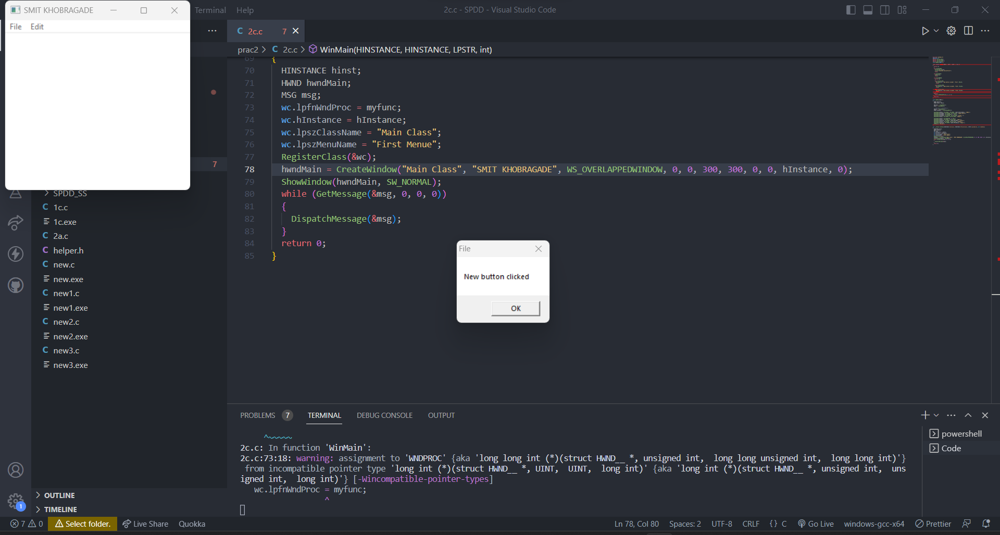 SMIT KHOBRAGADE
File Edit
Terminal Help
2c.c - SPDD - Visual Studio Code
2c.c 7
prac2 > 2c.c > WinMain(HINSTANCE, HINSTANCE, LPSTR, int)
69 {
70 HINSTANCE hinst;
71 HWND hwndMain;
72 MSG msg;
73 wc.lpfnWndProc = myfunc;
74 wc.hInstance = hInstance;
75 wc.lpszClassName = "Main Class";
76 wc.lpszMenuName = "First Menue";
77 RegisterClass(&wc);
78 hwndMain = CreateWindow("Main Class", "SMIT KHOBRAGADE", WS_OVERLAPPEDWINDOW, 0, 0, 300, 300, 0, 0, hInstance, 0);
79 ShowWindow(hwndMain, SW_NORMAL);
80 while (GetMessage(&msg, 0, 0, 0))
81 {
82 DispatchMessage(&msg);
83 }
84 return 0;
85 }
7
SPDD_SS
C 1c.c
1c.exe
C 2a.c
C helper.h
C new.c
new.exe
C new1.c
new1.exe
C new2.c
new2.exe
C new3.c
new3.exe
OUTLINE
TIMELINE
File
New button clicked
OK
PROBLEMS 7 TERMINAL DEBUG CONSOLE OUTPUT
^~~~~~
2c.c: In function 'WinMain':
2c.c:73:18: warning: assignment to 'WNDPROC' {aka 'long long int (*)(struct HWND__ *, unsigned int, long long unsigned int, long long int)'}
from incompatible pointer type 'long int (*)(struct HWND__ *, UINT, UINT, long int)' {aka 'long int (*)(struct HWND__ *, unsigned int, uns
igned int, long int)'} [-Wincompatible-pointer-types]
wc.lpfnWndProc = myfunc;
^
powershell
Code
1
7 0 Select folder. Live Share Quokka
Ln 78, Col 80 Spaces: 2 UTF-8 CRLF {} C Go Live windows-gcc-x64 Prettier